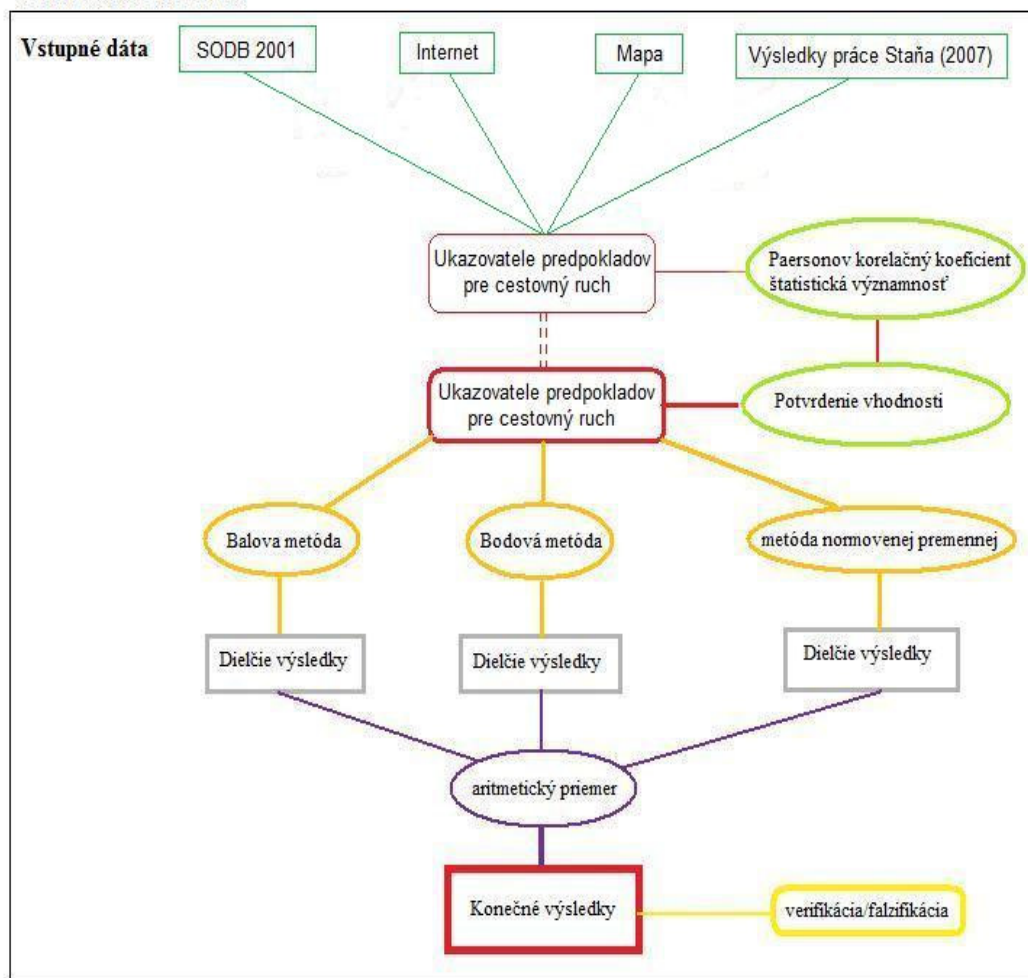 Vstupné dáta
SODB 2001
Internet
Mapa
Výsledky práce Staňa (2007)
Ukazovatele predpokladov
pre cestovný ruch
Paersonov korelačný koeficient
štatistická významnosť
Ukazovatele predpokladov
pre cestovný ruch
Potvrdenie vhodnosti
Balova metóda
Bodová metóda
metóda normovenej premennej
Dielčie výsledky
Dielčie výsledky
Dielčie výsledky
aritmetický priemer
Konečné výsledky
verifikácia/falzifikácia